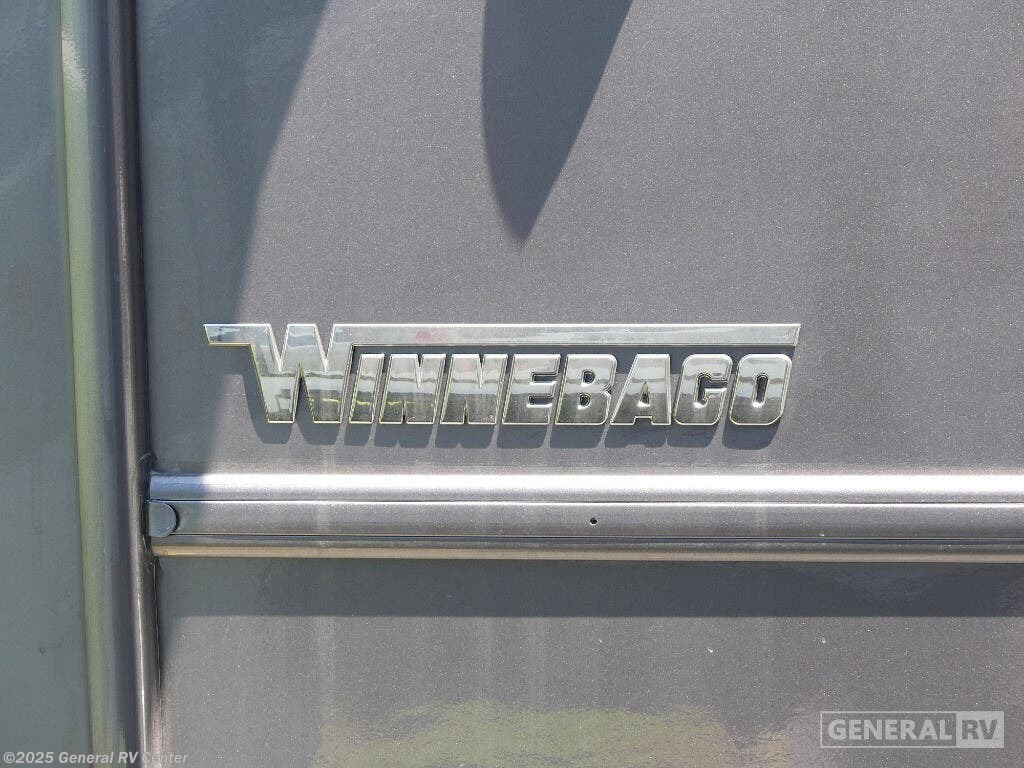 WINNEBAGO
GENERAL RV
©2025 General RV Center